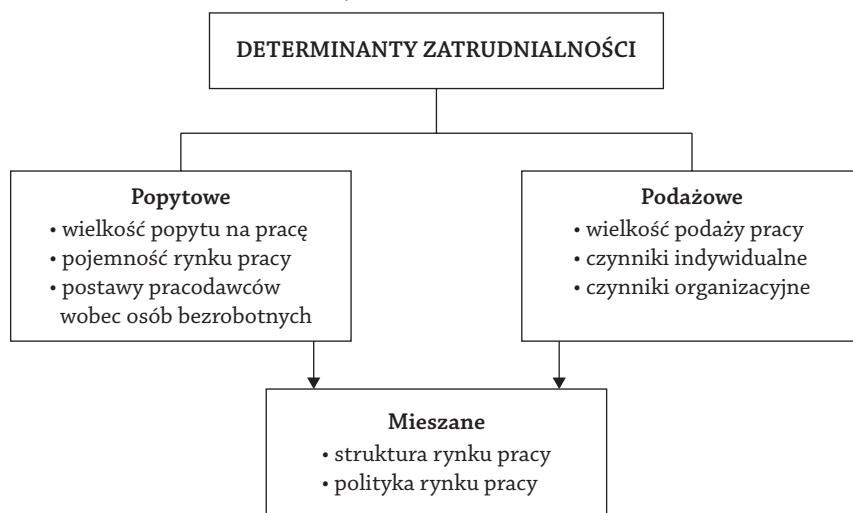 DETERMINANTY ZATRUDNIALNOŚCI
Popytowe
• wielkość popytu na pracę
• pojemność rynku pracy
• postawy pracodawców
wobec osób bezrobotnych
Podażowe
• wielkość podaży pracy
• czynniki indywidualne
• czynniki organizacyjne
Mieszane
• struktura rynku pracy
• polityka rynku pracy